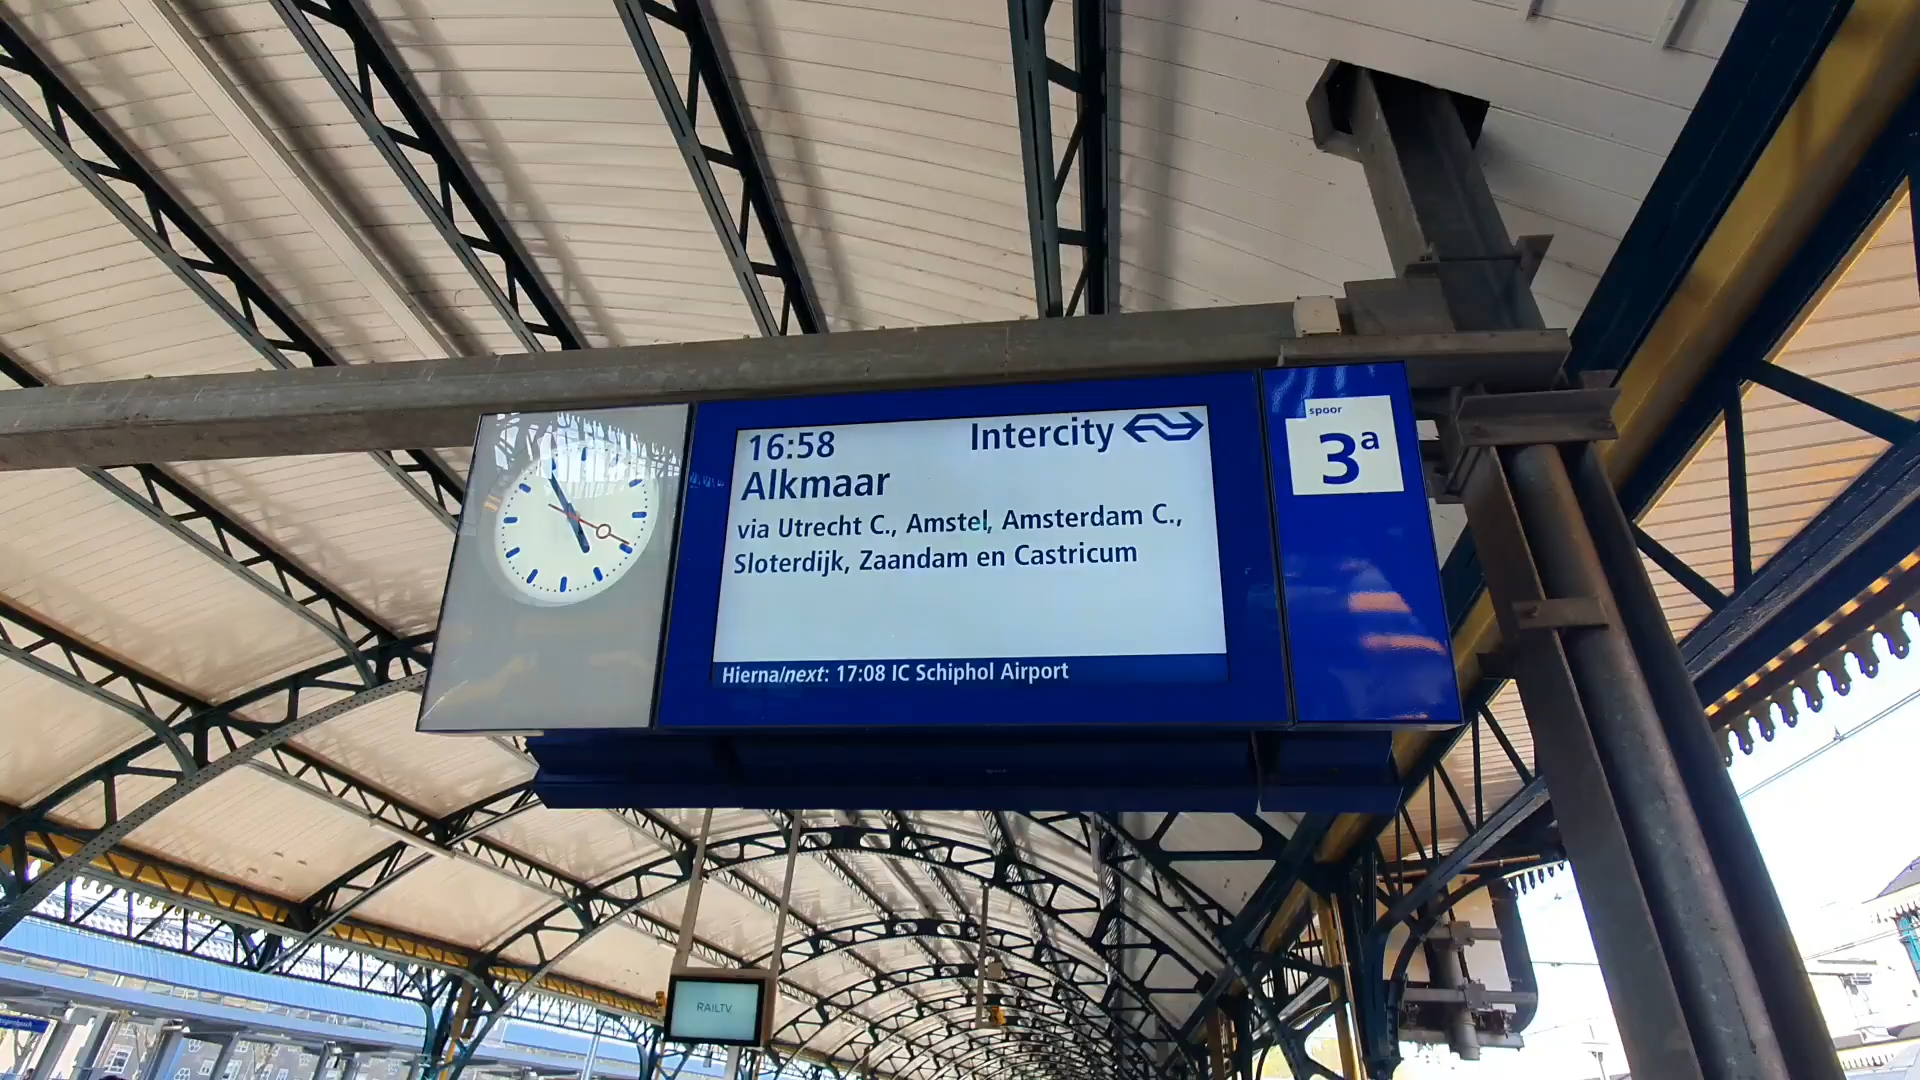 16:58
Intercity
Alkmaar
via Utrecht C., Amstel, Amsterdam C.,
Sloterdijk, Zaandam en Castricum
Hierna/next: 17:08 IC Schiphol Airport
spoor
3a
RAILTV